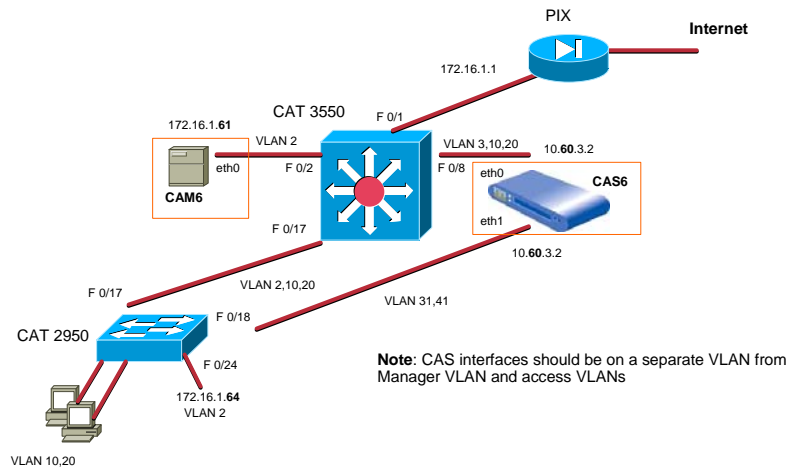 PIX
Internet
172.16.1.1
CAT 3550
F 0/1
172.16.1.61
VLAN 2
VLAN 3,10,20
10.60.3.2
F 0/2
F 0/8
eth0
eth0
CAM6
CAS6
eth1
F 0/17
10.60.3.2
VLAN 2,10,20
VLAN 31,41
F 0/17
F 0/18
CAT 2950
F 0/24
Note: CAS interfaces should be on a separate VLAN from
Manager VLAN and access VLANs
172.16.1.64
VLAN 2
VLAN 10,20